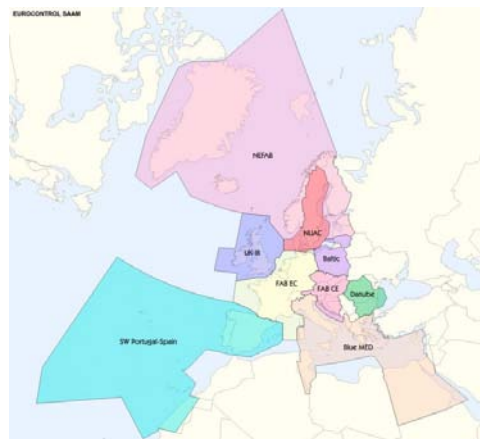 EUROCONTROL SAAM
NEFAB
NUAC
UK-IR
Baltic
FAB EC
FAB CE
Danube
SW Portugal-Spain
Blue MED